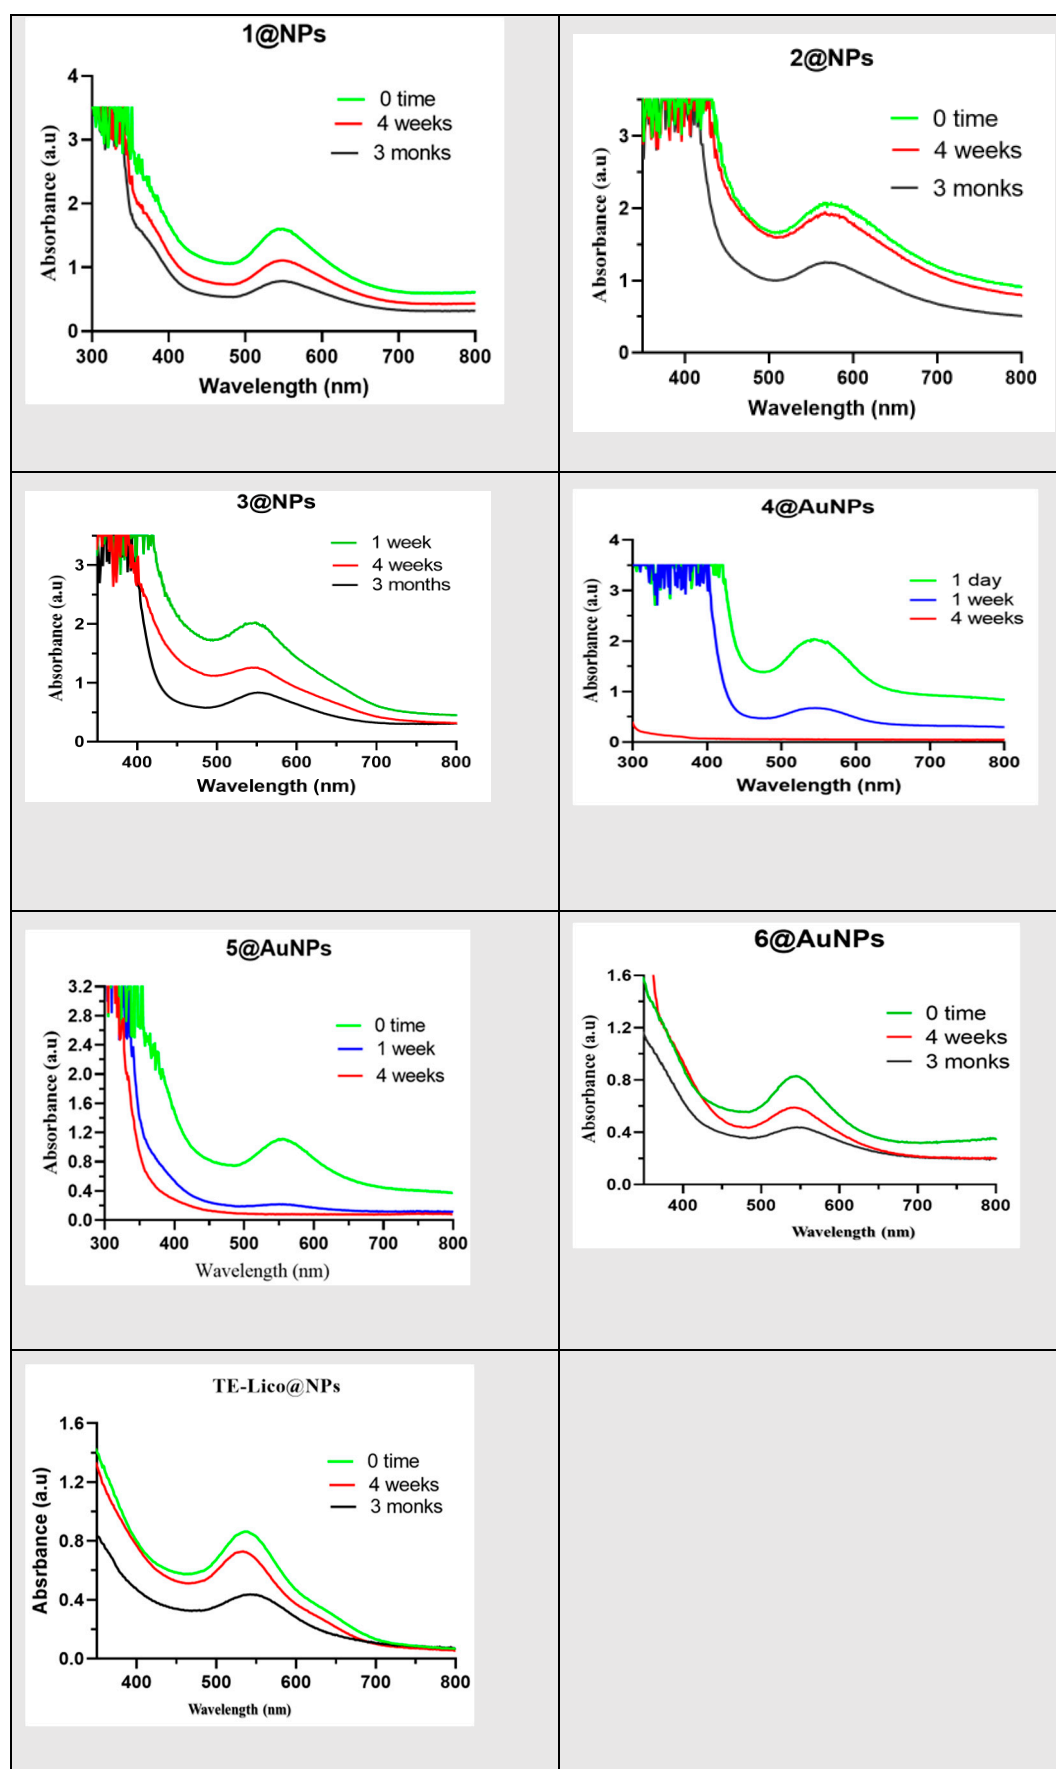 1@NPs
0 time
4 weeks
3 monks
Absorbance (a.u)
4
3
2
1
0
300 400 500 600 700 800
Wavelength (nm)
2@NPs
0 time
4 weeks
3 monks
Absorbance (a.u)
3
2
1
0
400 500 600 700 800
Wavelength (nm)
3@NPs
1 week
4 weeks
3 months
Absorbance (a.u)
3
2
1
0
400 500 600 700 800
Wavelength (nm)
4@AuNPs
1 day
1 week
4 weeks
Absorbance (a.u)
4
3
2
1
0
300 400 500 600 700 800
Wavelength (nm)
5@AuNPs
0 time
1 week
4 weeks
Absorbance (a.u)
3.2
2.8
2.4
2.0
1.6
1.2
0.8
0.4
0.0
300 400 500 600 700 800
Wavelength (nm)
6@AuNPs
0 time
4 weeks
3 monks
Absorbance (a.u)
1.6
1.2
0.8
0.4
0.0
400 500 600 700 800
Wavelength (nm)
TE-Lico@NPs
0 time
4 weeks
3 monks
Absrbance (a.u)
1.6
1.2
0.8
0.4
0.0
400 500 600 700 800
Wavelength (nm)